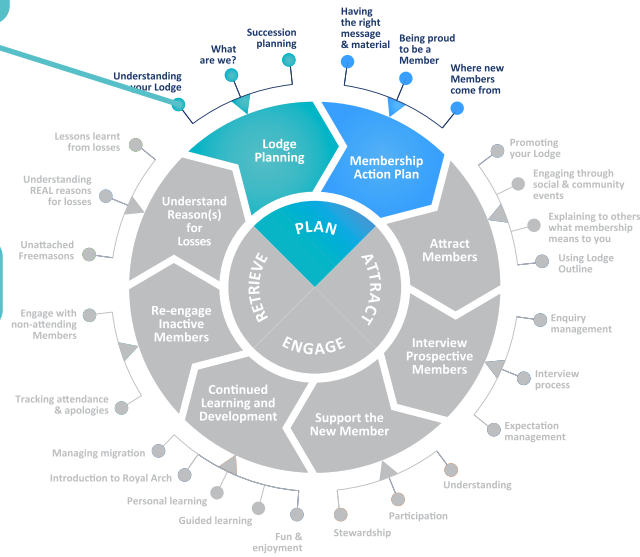 Having
the right
message
& material
Succession
planning
Being proud
to be a
Member
What
are we?
Where new
Members
come from
Understanding
your Lodge
Lodge
Planning
Membership
Action Plan
Lessons learnt
from losses
Promoting
your Lodge
Understanding
REAL reasons
for losses
Engaging through
social & community
events
Understand
Reason(s)
for
Losses
PLAN
Explaining to others
what membership
means to you
Attract
Members
Unattached
Freemasons
RETRIEVE
ATTRACT
Using Lodge
Outline
Engage with
non-attending
Members
Re-engage
Inactive
Members
Enquiry
management
ENGAGE
Interview
Prospective
Members
Interview
process
Tracking attendance
& apologies
Continued
Learning and
Development
Support the
New Member
Expectation
management
Managing migration
Introduction to Royal Arch
Understanding
Personal learning
Participation
Guided learning
Stewardship
Fun &
enjoyment